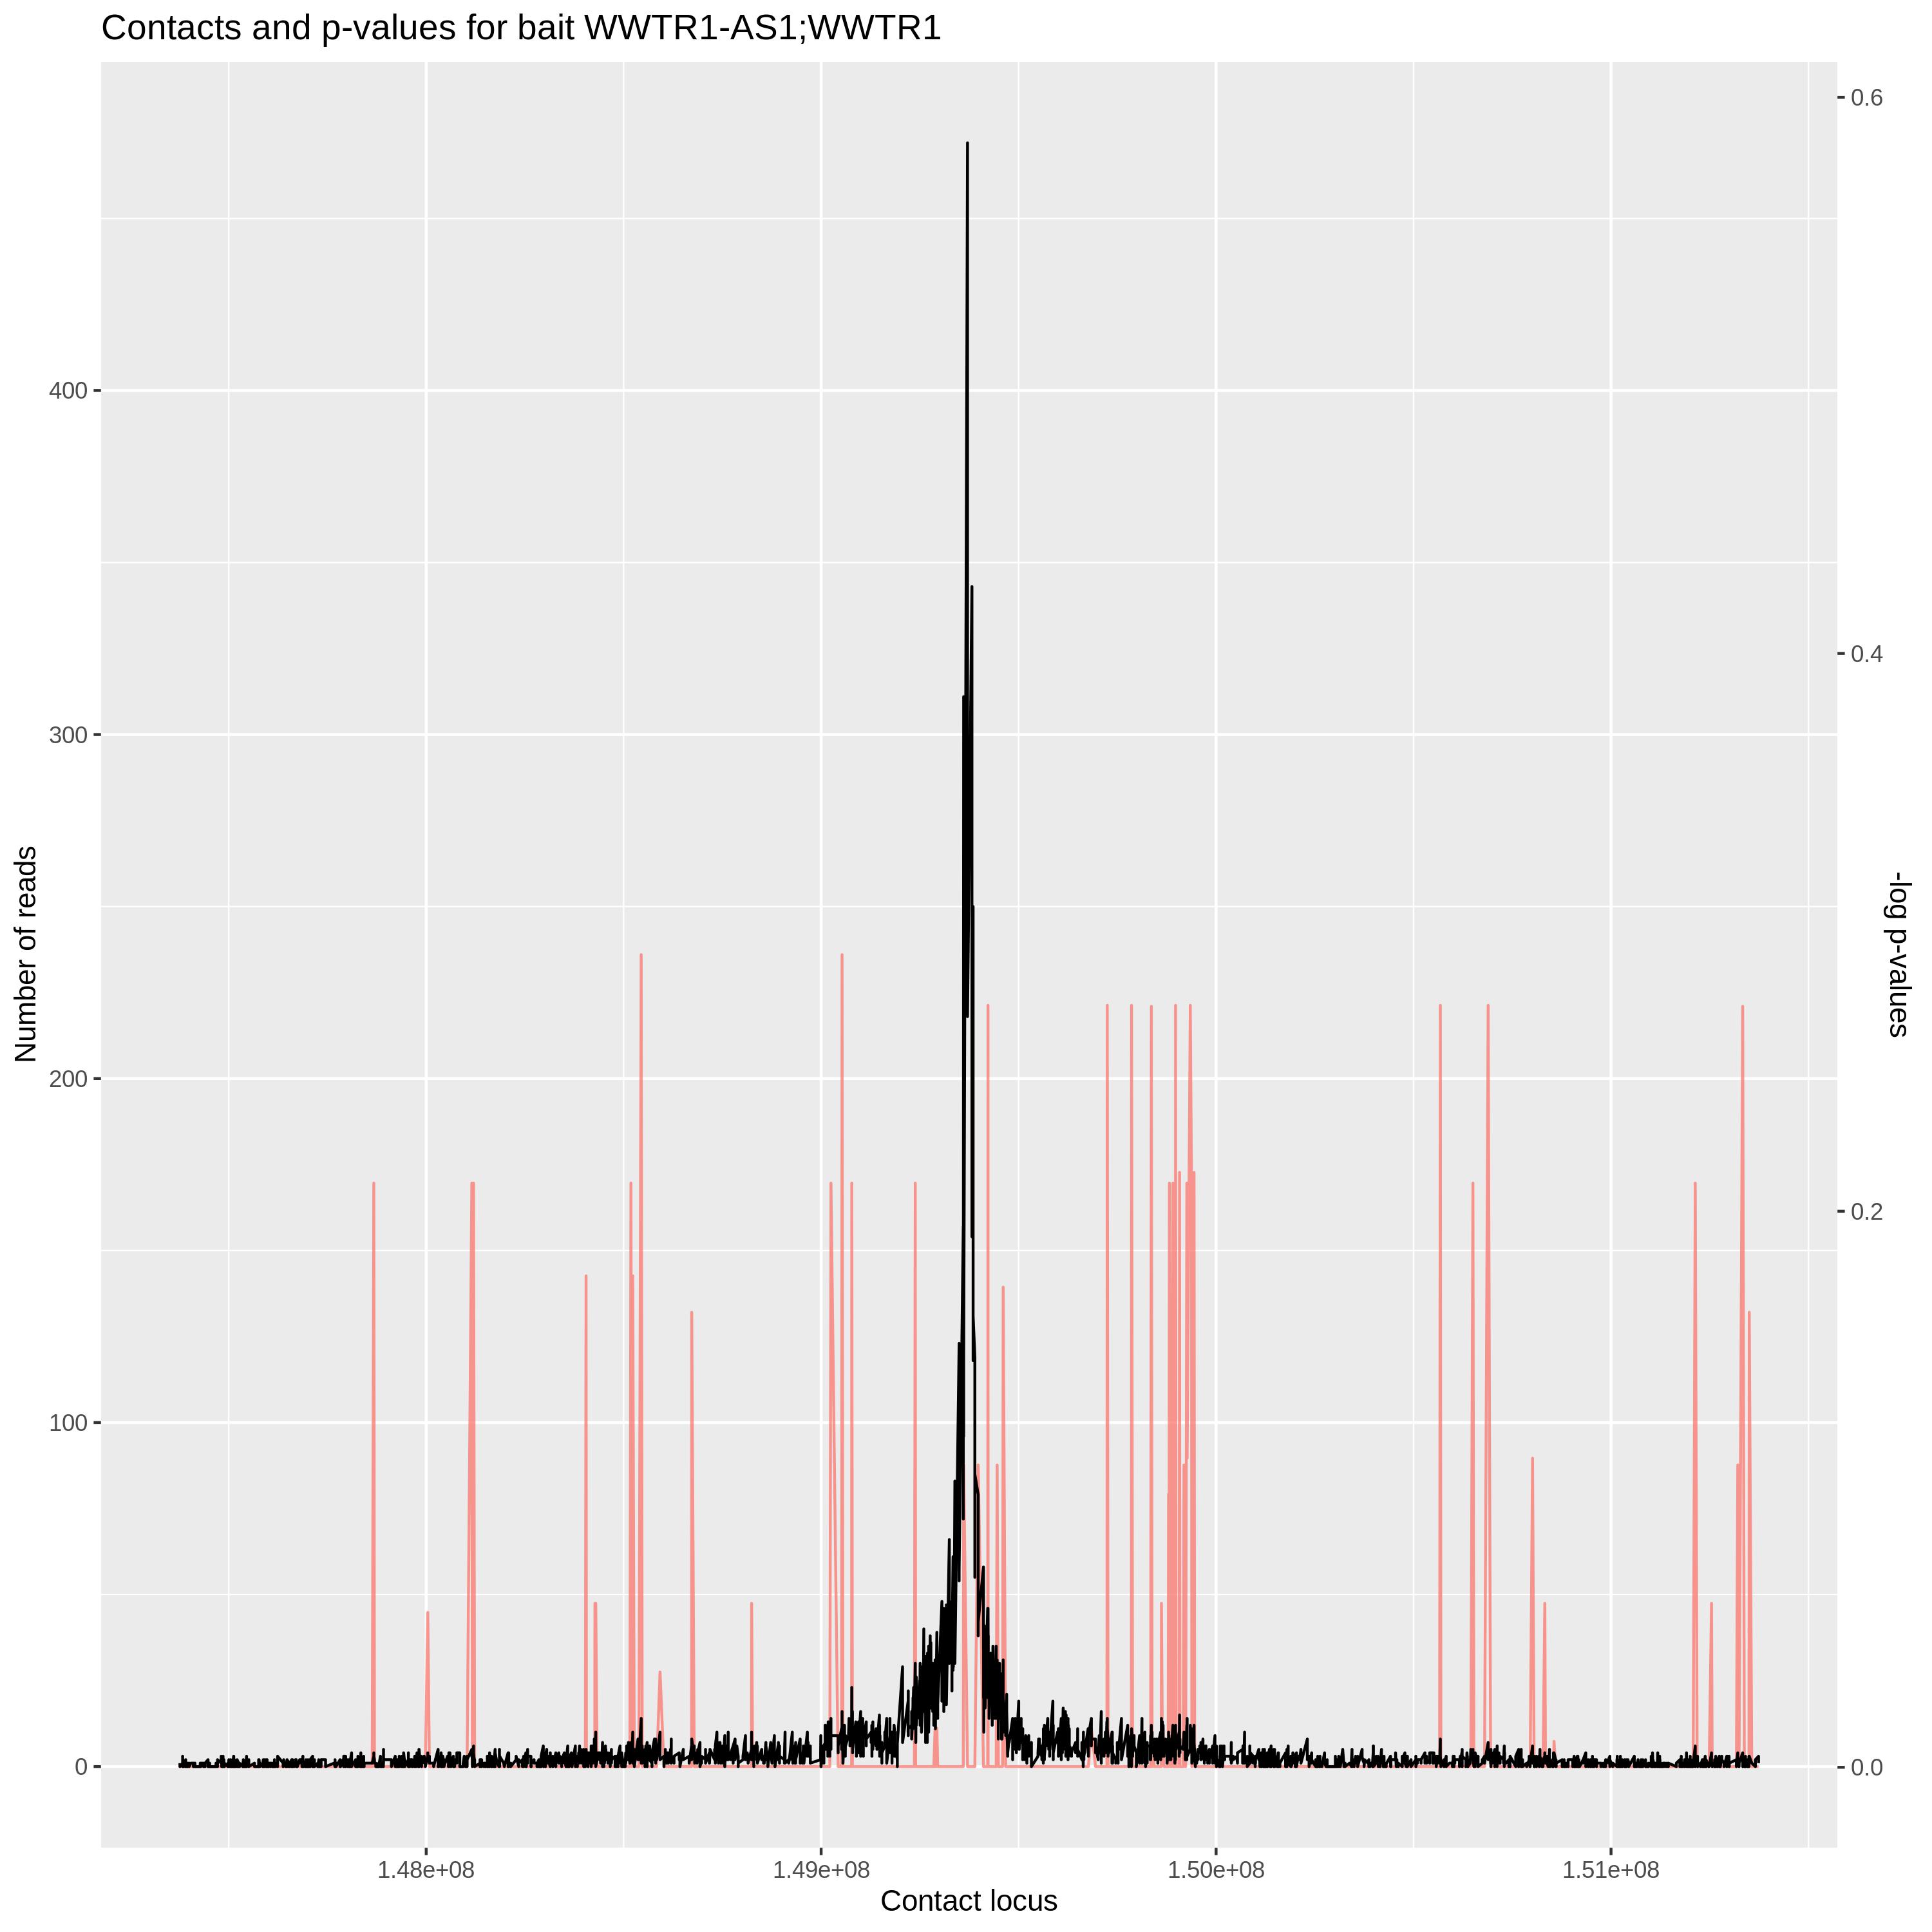 Contacts and p-values for bait WWTR1-AS1;WWTR1
Number of reads
400
300
200
100
0
0.6
0.4
0.2
0.0
-log p-values
1.48e+08
1.49e+08
1.50e+08
1.51e+08
Contact locus